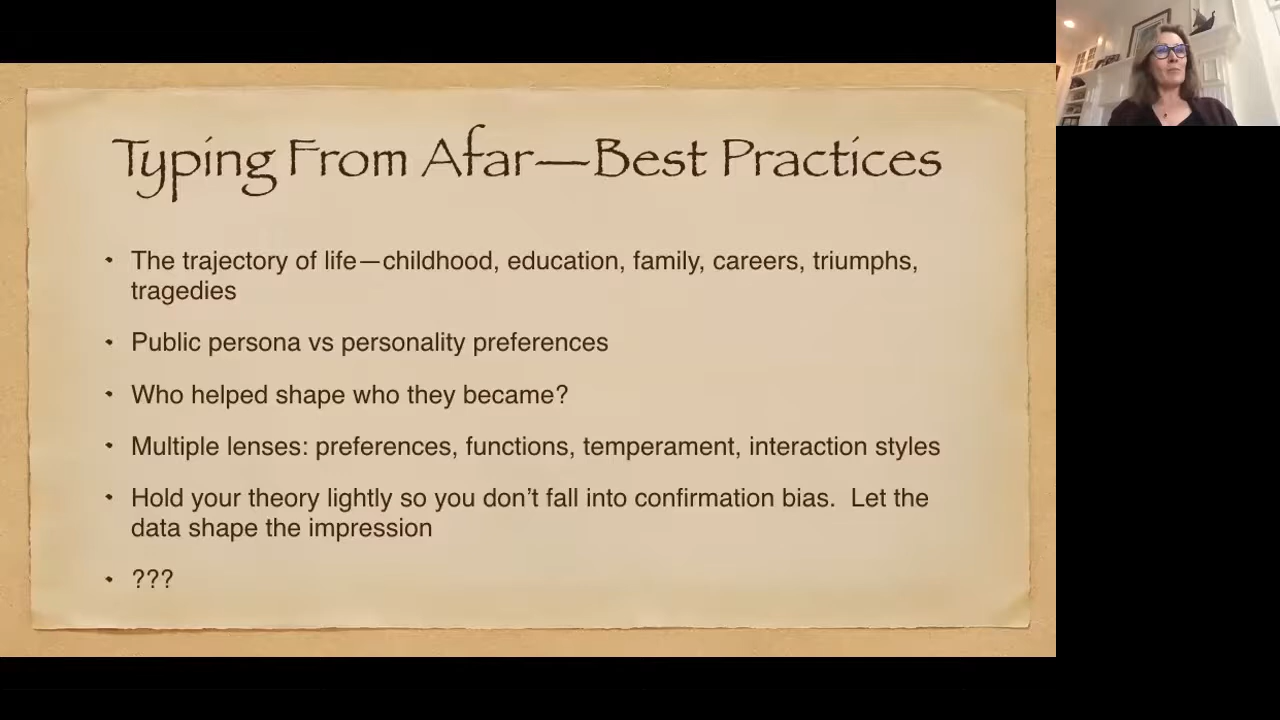 Typing From Afar—Best Practices
• The trajectory of life—childhood, education, family, careers, triumphs,
tragedies
• Public persona vs personality preferences
• Who helped shape who they became?
• Multiple lenses: preferences, functions, temperament, interaction styles
• Hold your theory lightly so you don’t fall into confirmation bias.  Let the
data shape the impression
• ???